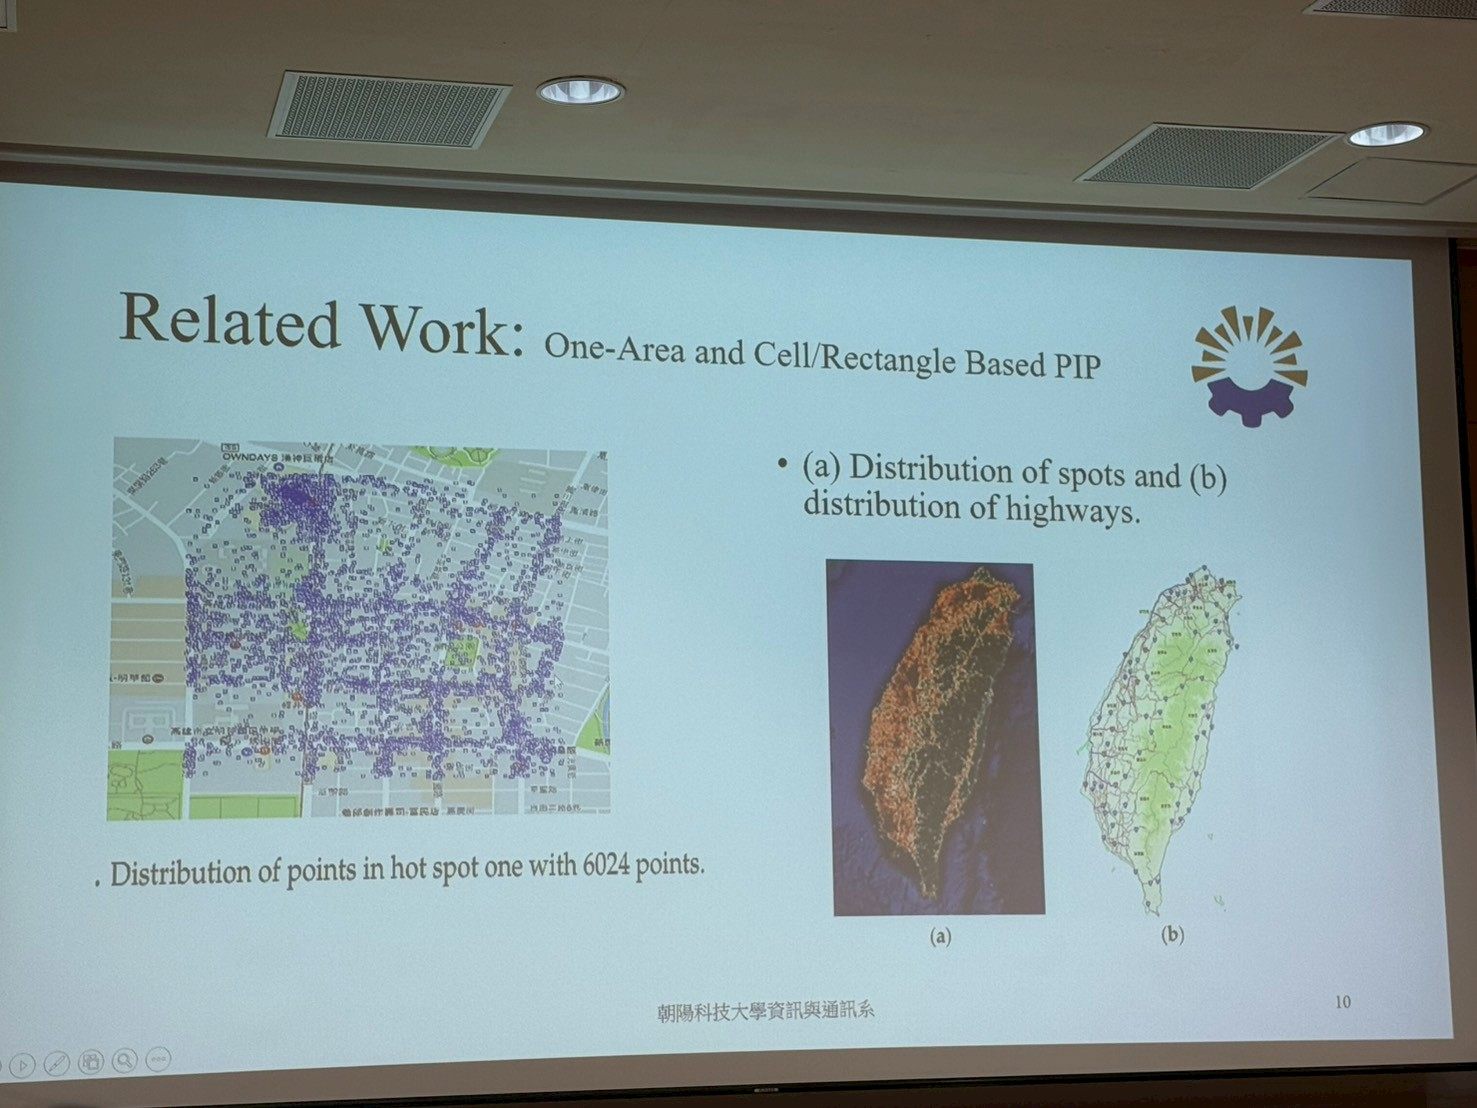 Related Work: One-Area and Cell/Rectangle Based PIP
OWNDAYS
• (a) Distribution of spots and (b)
distribution of highways.
. Distribution of points in hot spot one with 6024 points.
(a)
(b)
朝陽科技大學資訊與通訊系
10